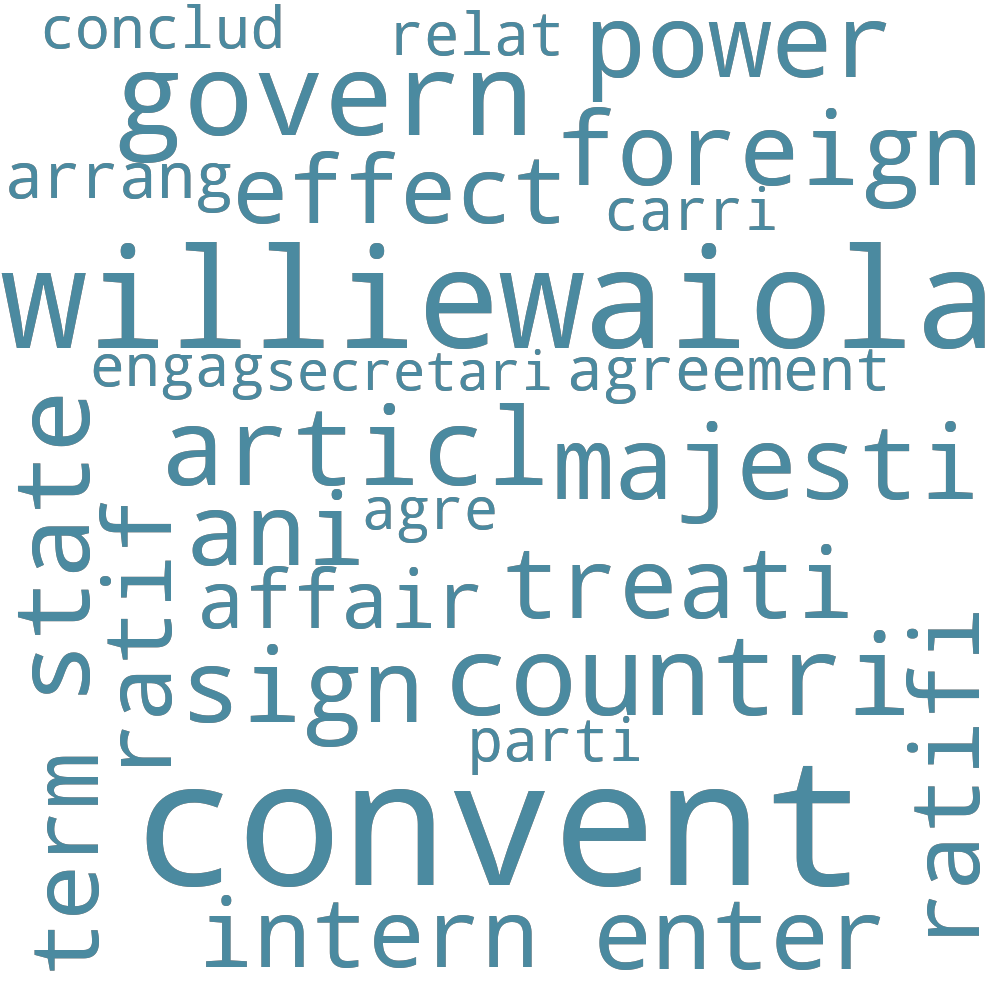 conclud
relat
power
govern
foreign
arrang
effect
carri
williewaiola
engag
secretari
agreement
state
articl
majesti
ratif
ani
agre
affair
treati
sign
countri
ratifi
parti
term
convent
intern
enter